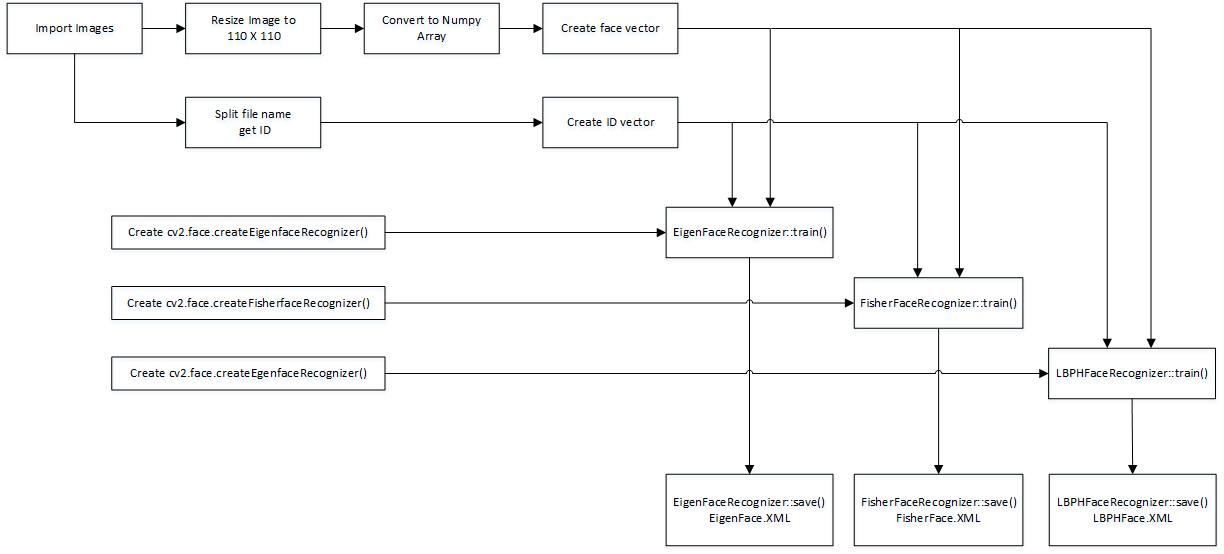 Import Images
Resize Image to
110 X 110
Convert to Numpy
Array
Create face vector
Split file name
get ID
Create ID vector
Create cv2.face.createEigenfaceRecognizer()
EigenFaceRecognizer::train()
Create cv2.face.createFisherfaceRecognizer()
FisherFaceRecognizer::train()
Create cv2.face.createEgenfaceRecognizer()
LBPHFaceRecognizer::train()
EigenFaceRecognizer::save()
EigenFace.XML
FisherFaceRecognizer::save()
FisherFace.XML
LBPHFaceRecognizer::save()
LBPHFace.XML